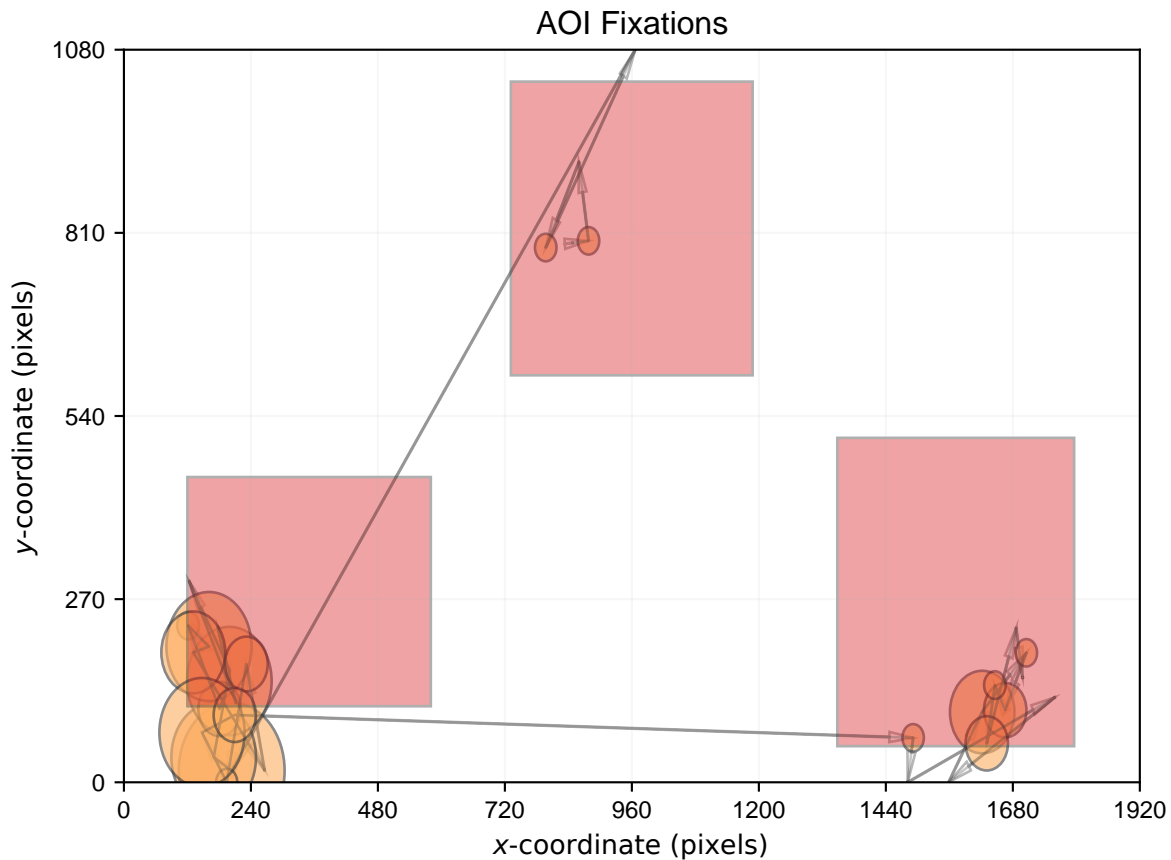 AOI Fixations
1080
810
540
270
0
y-coordinate (pixels)
0 240 480 720 960 1200 1440 1680 1920
x-coordinate (pixels)